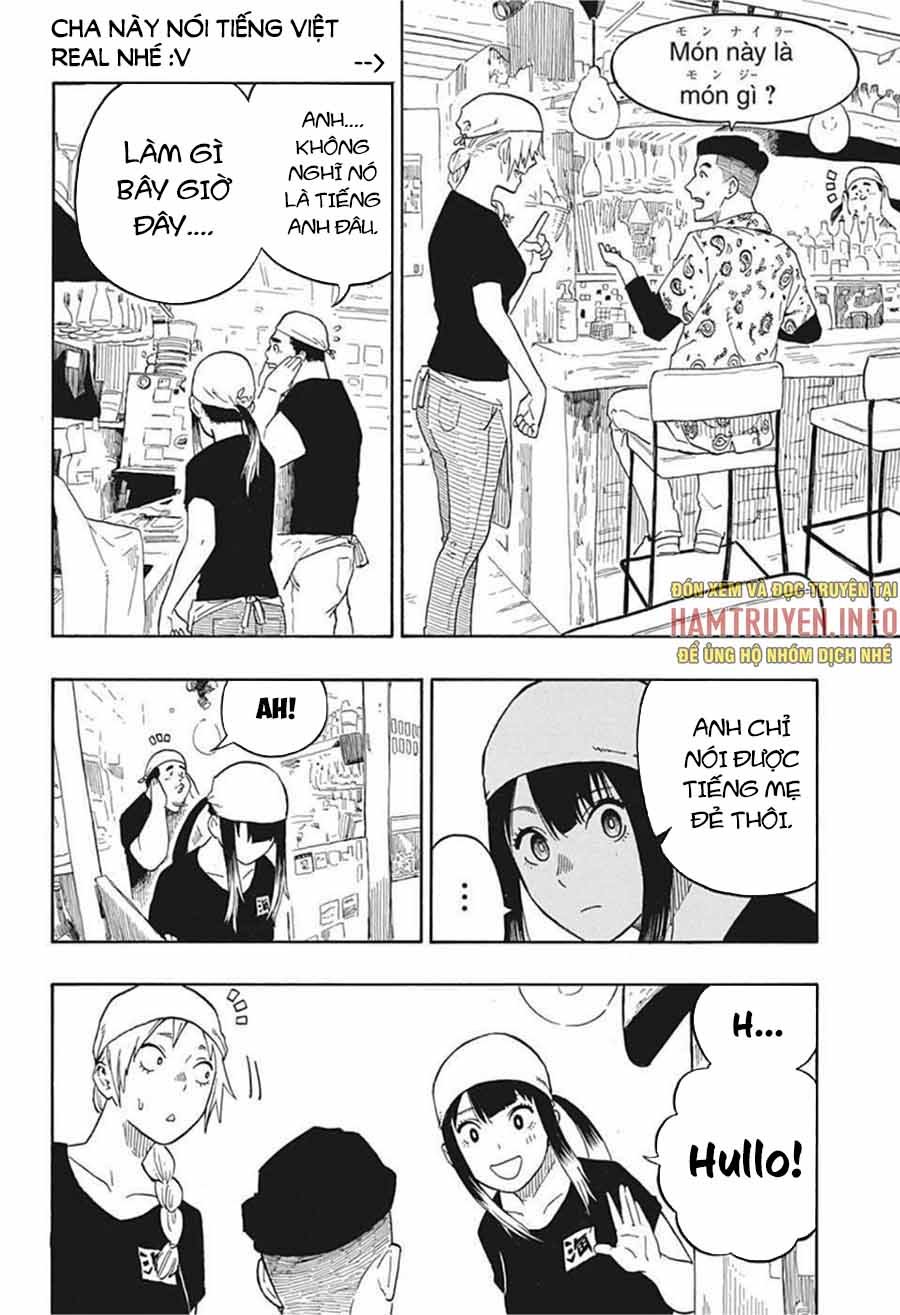 CHA NÀY NÓI TIẾNG VIỆT
REAL NHÉ :V
-->
モン ナイ ラー
Món này là
モン ジー
món gì ?
ANH....
KHÔNG
NGHĨ NÓ
LÀ TIẾNG
ANH ĐÂU.
LÀM GÌ
BÂY GIỜ
ĐÂY....
ĐÓN XEM VÀ ĐỌC TRUYỆN TẠI
HAMTRUYEN.INFO
ĐỂ ỦNG HỘ NHÓM DỊCH NHÉ
ANH CHỈ
NÓI ĐƯỢC
TIẾNG MẸ
ĐẺ THÔI.
...
AH!
H...
Hullo!